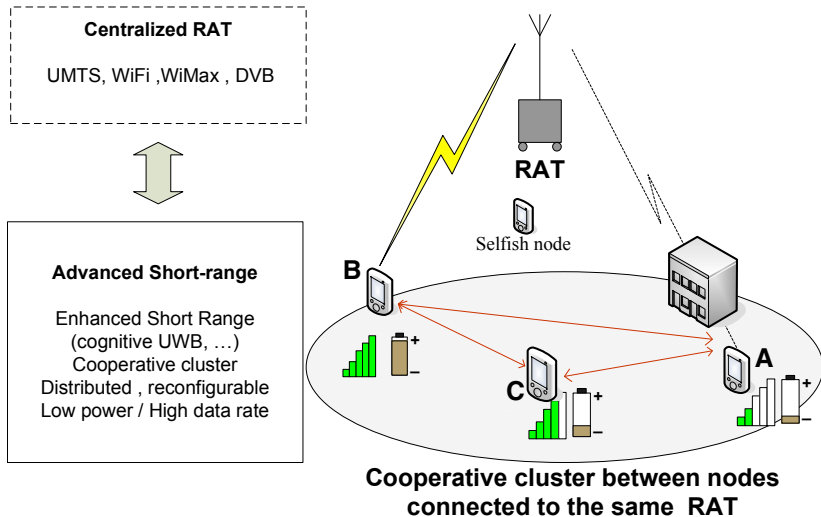 Centralized RAT
UMTS, WiFi ,WiMax , DVB
Advanced Short-range
Enhanced Short Range
(cognitive UWB, ...)
Cooperative cluster
Distributed , reconfigurable
Low power / High data rate
RAT
Selfish node
B
+
−
C
+
−
A
+
−
Cooperative cluster between nodes
connected to the same RAT